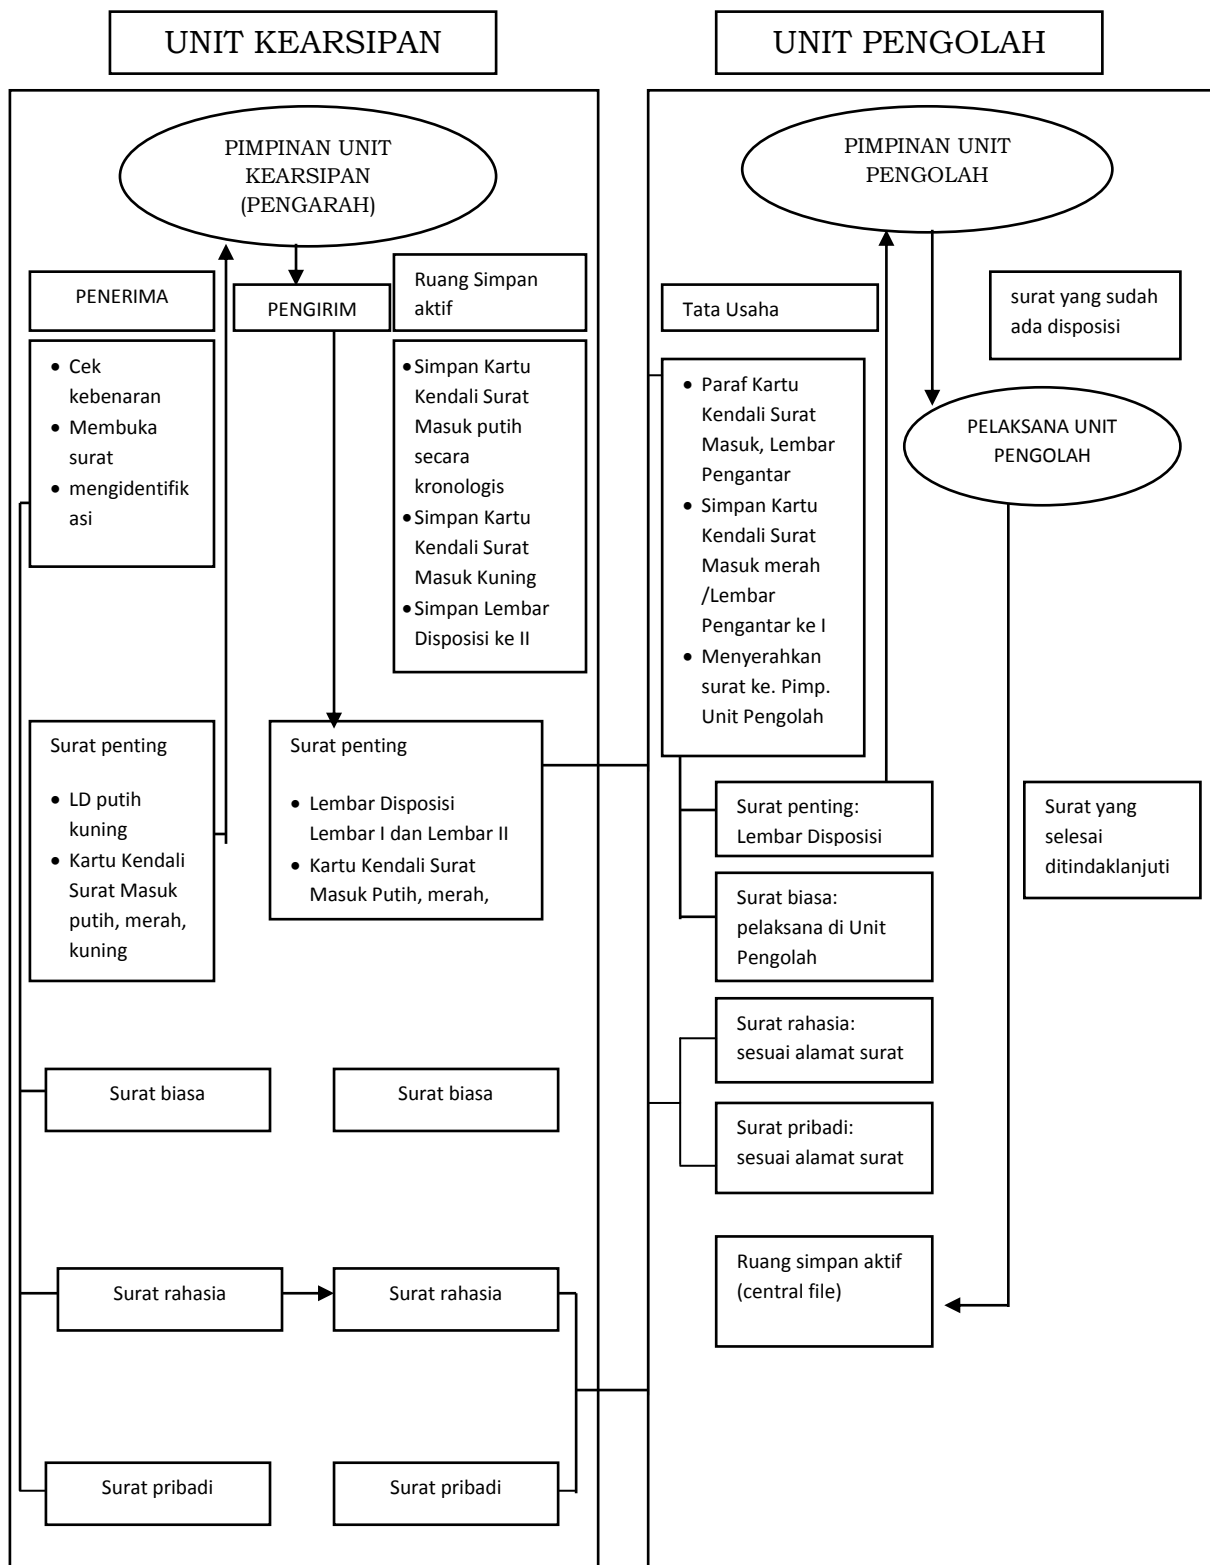 UNIT KEARSIPAN
PIMPINAN UNIT
KEARSIPAN
(PENGARAH)
PENERIMA
• Cek
kebenaran
• Membuka
surat
• mengidentifik
asi
PENGIRIM
Ruang Simpan
aktif
• Simpan Kartu
Kendali Surat
Masuk putih
secara
kronologis
• Simpan Kartu
Kendali Surat
Masuk Kuning
• Simpan Lembar
Disposisi ke II
Surat penting
• LD putih
kuning
• Kartu Kendali
Surat Masuk
putih, merah,
kuning
Surat penting
• Lembar Disposisi
Lembar I dan Lembar II
• Kartu Kendali Surat
Masuk Putih, merah,
Surat biasa
Surat biasa
Surat rahasia
Surat rahasia
Surat pribadi
Surat pribadi
UNIT PENGOLAH
PIMPINAN UNIT
PENGOLAH
Tata Usaha
surat yang sudah
ada disposisi
• Paraf Kartu
Kendali Surat
Masuk, Lembar
Pengantar
• Simpan Kartu
Kendali Surat
Masuk merah
/Lembar
Pengantar ke I
• Menyerahkan
surat ke. Pimp.
Unit Pengolah
PELAKSANA UNIT
PENGOLAH
Surat penting:
Lembar Disposisi
Surat yang
selesai
ditindaklanjuti
Surat biasa:
pelaksana di Unit
Pengolah
Surat rahasia:
sesuai alamat surat
Surat pribadi:
sesuai alamat surat
Ruang simpan aktif
(central file)